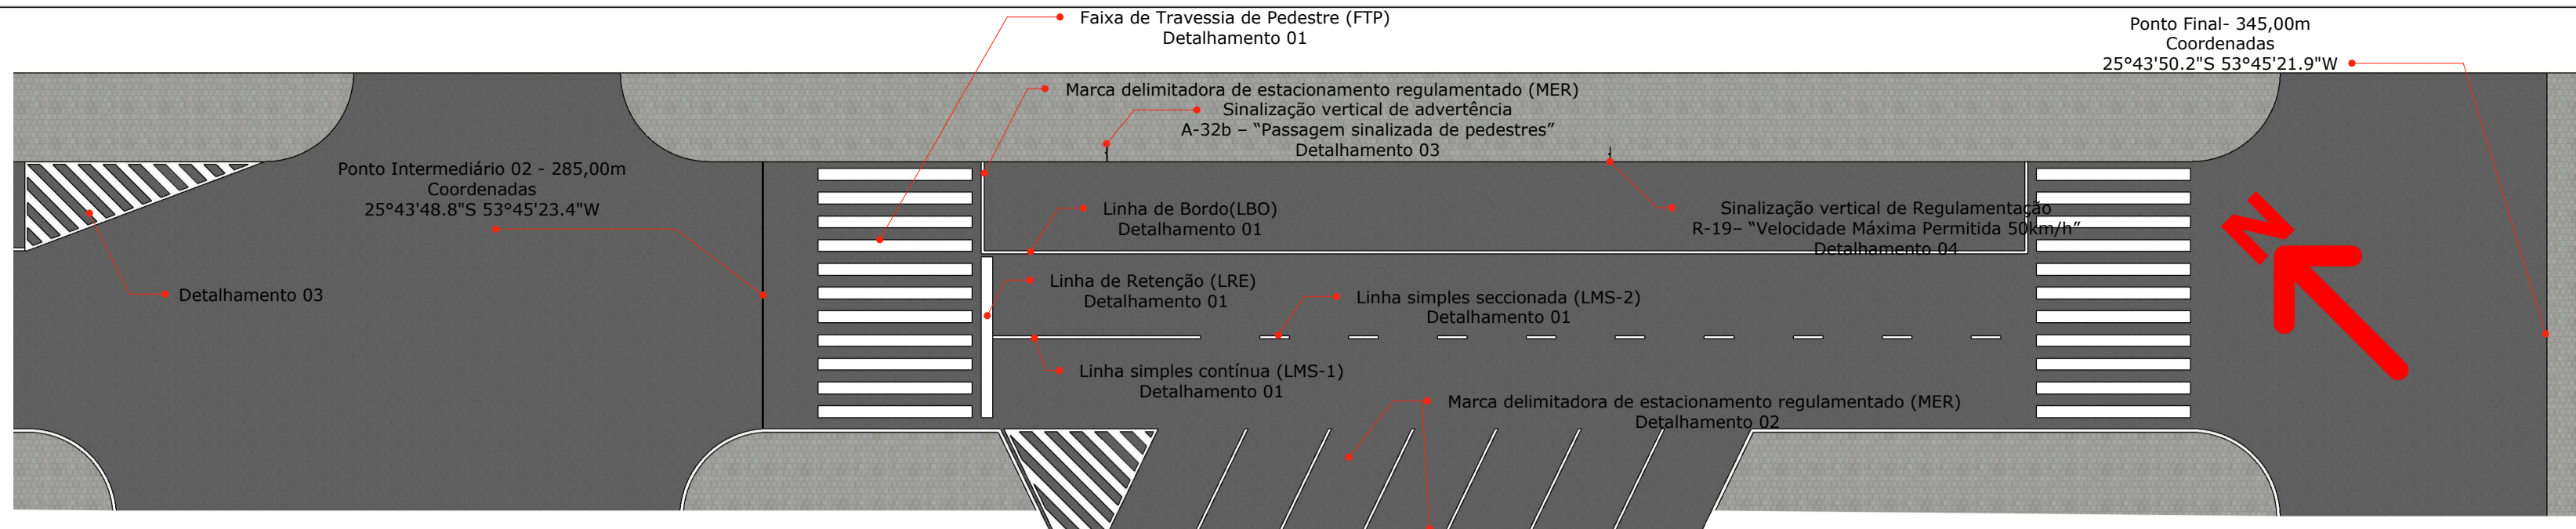 Faixa de Travessia de Pedestre (FTP)
Detalhamento 01
Ponto Final- 345,00m
Coordenadas
25°43'50.2"S 53°45'21.9"W
Marca delimitadora de estacionamento regulamentado (MER)
Sinalização vertical de advertência
A-32b – “Passagem sinalizada de pedestres”
Detalhamento 03
Ponto Intermediário 02 - 285,00m
Coordenadas
25°43'48.8"S 53°45'23.4"W
Linha de Bordo(LBO)
Detalhamento 01
Sinalização vertical de Regulamentação
R-19– “Velocidade Máxima Permitida 50km/h”
Detalhamento 04
N
Detalhamento 03
Linha de Retenção (LRE)
Detalhamento 01
Linha simples seccionada (LMS-2)
Detalhamento 01
Linha simples contínua (LMS-1)
Detalhamento 01
Marca delimitadora de estacionamento regulamentado (MER)
Detalhamento 02